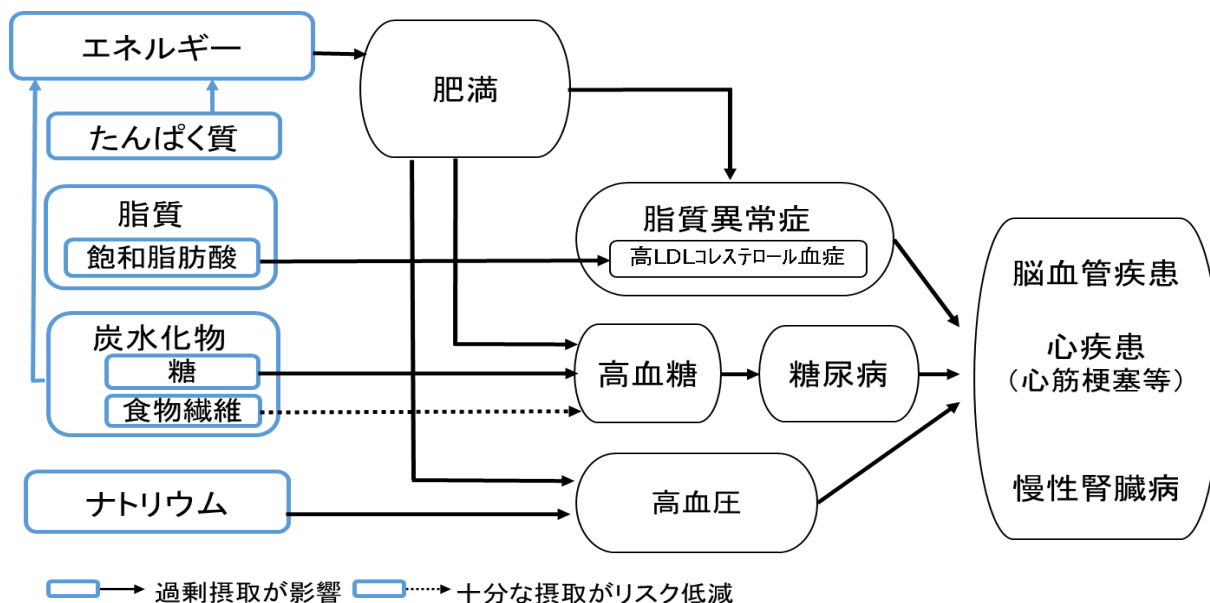 エネルギー
たんぱく質
脂質
飽和脂肪酸
炭水化物
糖
食物繊維
ナトリウム
肥満
脂質異常症
高LDLコレステロール血症
高血糖
糖尿病
高血圧
脳血管疾患
心疾患
（心筋梗塞等）
慢性腎臓病
過剰摂取が影響
十分な摂取がリスク低減